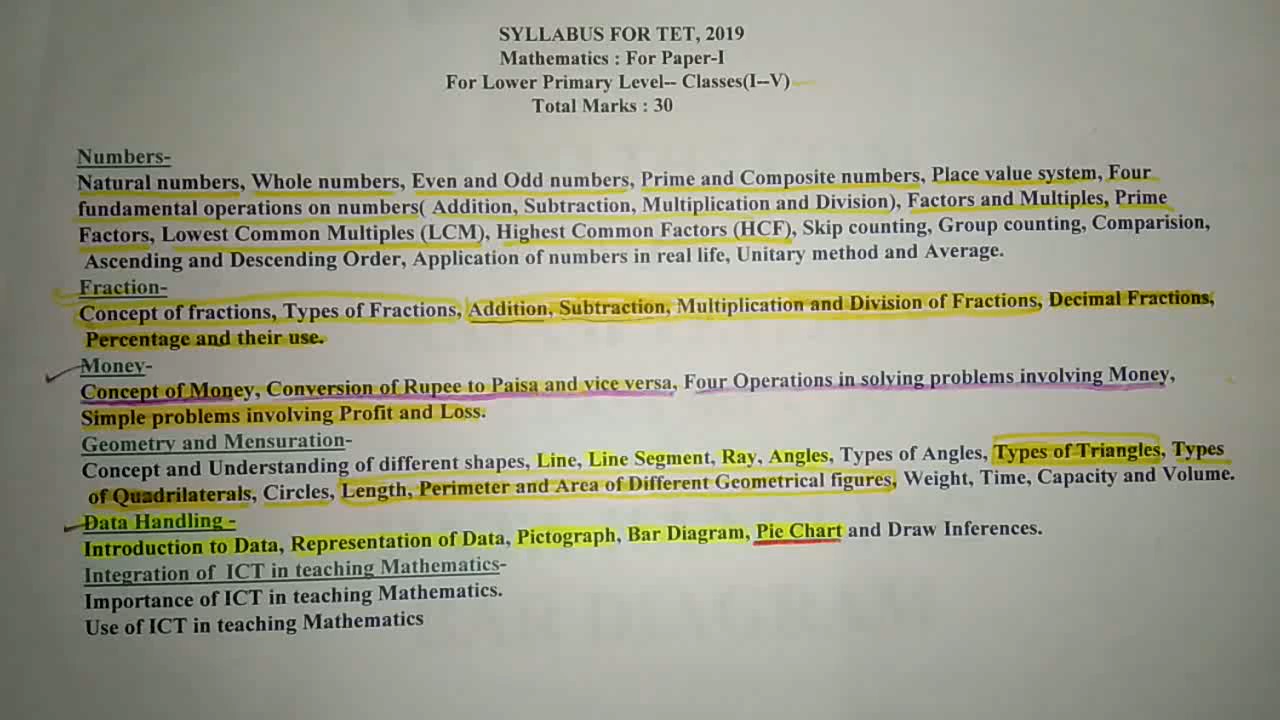 SYLLABUS FOR TET, 2019
Mathematics : For Paper-I
For Lower Primary Level-- Classes(I--V)
Total Marks : 30
Numbers-
Natural numbers, Whole numbers, Even and Odd numbers, Prime and Composite numbers, Place value system, Four
fundamental operations on numbers( Addition, Subtraction, Multiplication and Division), Factors and Multiples, Prime
Factors, Lowest Common Multiples (LCM), Highest Common Factors (HCF), Skip counting, Group counting, Comparision,
Ascending and Descending Order, Application of numbers in real life, Unitary method and Average.
Fraction-
Concept of fractions, Types of Fractions, Addition, Subtraction, Multiplication and Division of Fractions, Decimal Fractions,
Percentage and their use.
Money-
Concept of Money, Conversion of Rupee to Paisa and vice versa, Four Operations in solving problems involving Money,
Simple problems involving Profit and Loss.
Geometry and Mensuration-
Concept and Understanding of different shapes, Line, Line Segment, Ray, Angles, Types of Angles, Types of Triangles, Types
of Quadrilaterals, Circles, Length, Perimeter and Area of Different Geometrical figures, Weight, Time, Capacity and Volume.
Data Handling -
Introduction to Data, Representation of Data, Pictograph, Bar Diagram, Pie Chart and Draw Inferences.
Integration of ICT in teaching Mathematics-
Importance of ICT in teaching Mathematics.
Use of ICT in teaching Mathematics